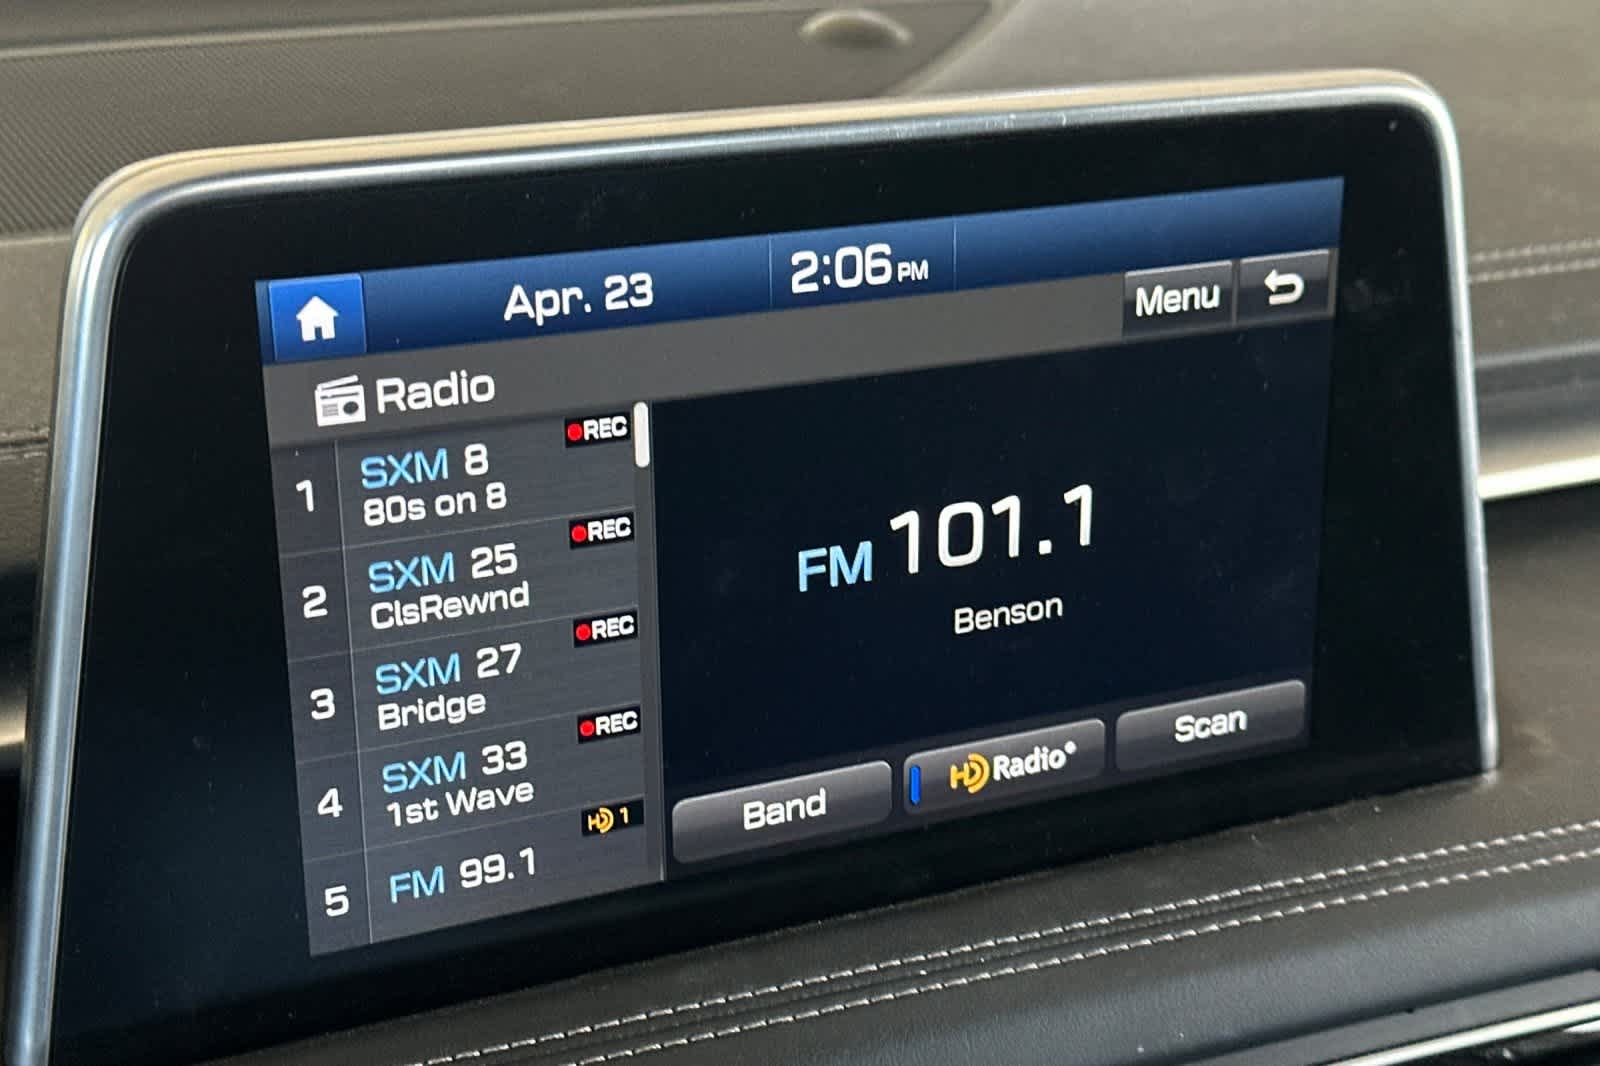 Apr. 23
2:06 PM
Menu
Radio
1
SXM 8
REC
80s on 8
2
SXM 25
REC
ClsRewnd
3
SXM 27
REC
Bridge
4
SXM 33
REC
1st Wave
5
FM 99.1
HD 1
FM 101.1
Benson
Band
HD Radio®
Scan